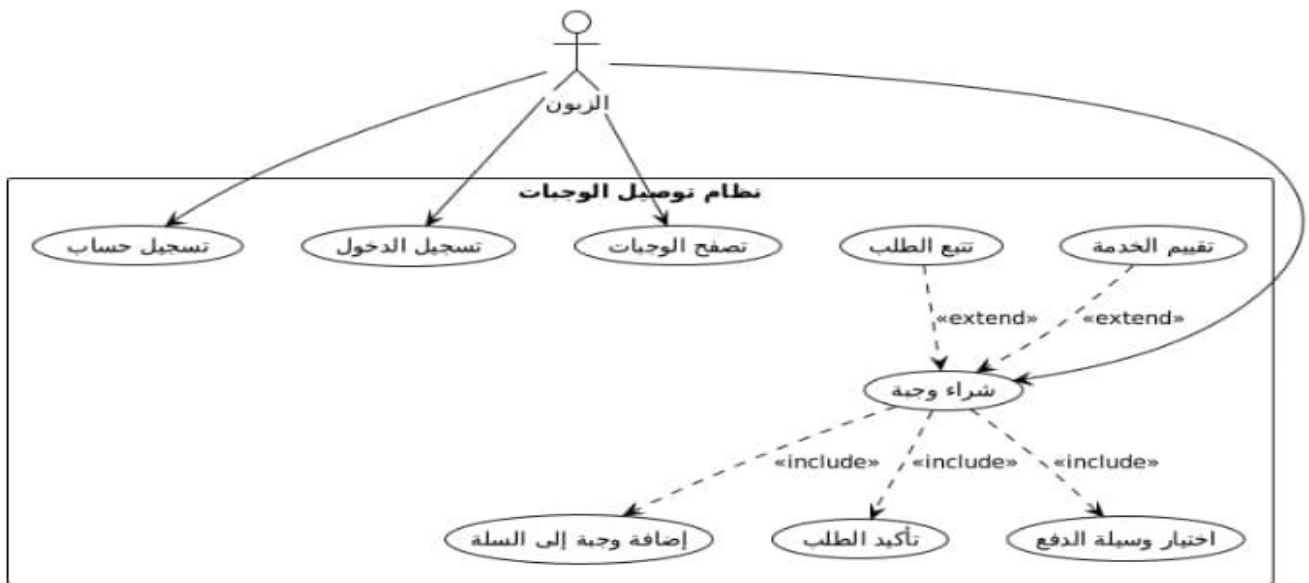 الزبون
نظام توصيل الوجبات
تقييم الخدمة
تتبع الطلب
تصفح الوجبات
تسجيل الدخول
تسجيل حساب
«extend»
«extend»
شراء وجبة
«include»
«include»
«include»
اختيار وسيلة الدفع
تأكيد الطلب
إضافة وجبة إلى السلة